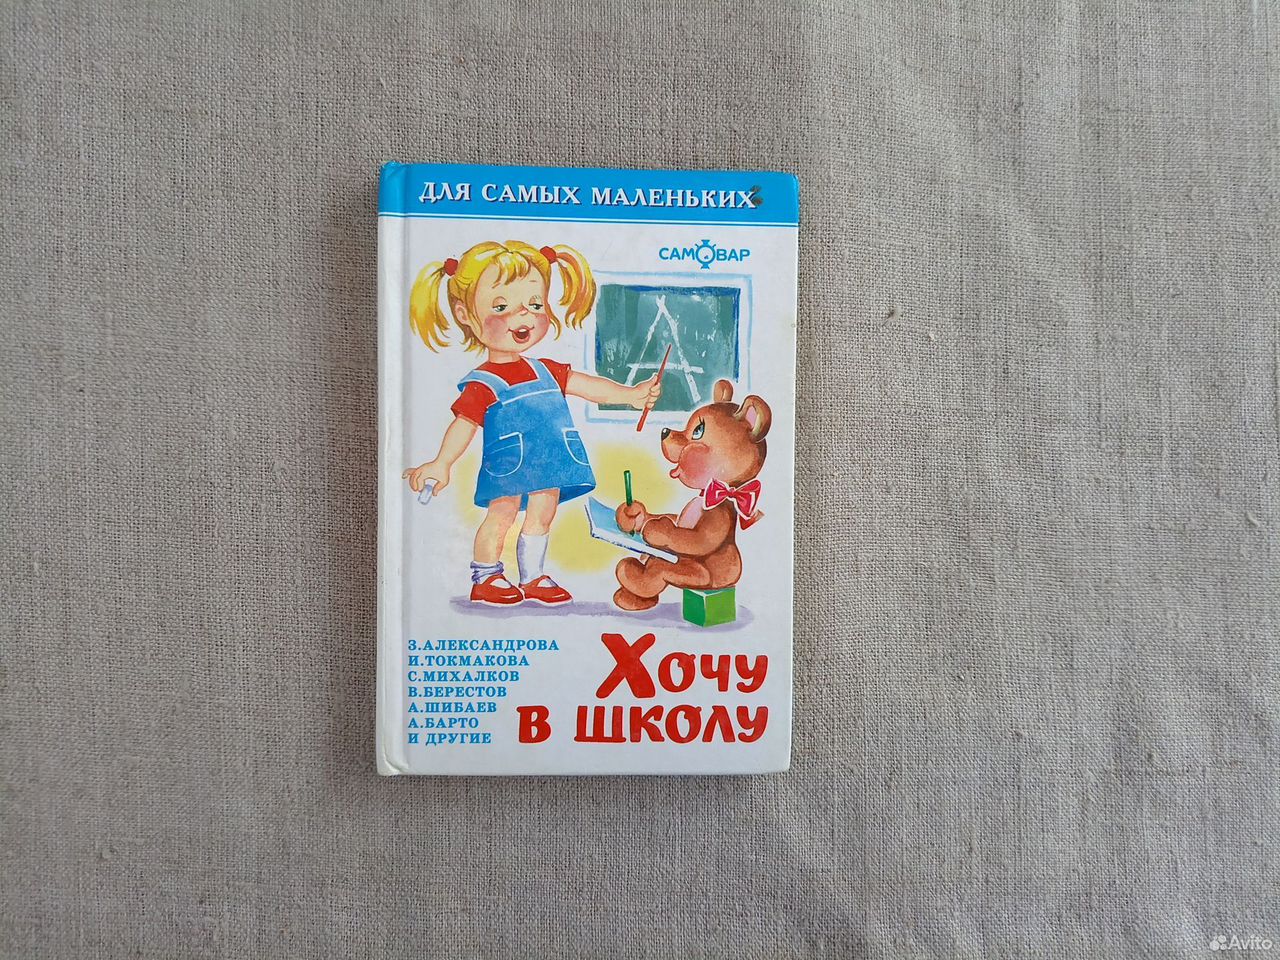 ДЛЯ САМЫХ МАЛЕНЬКИХ
САМОВАР
А
З.АЛЕКСАНДРОВА
И.ТОКМАКОВА
С.МИХАЛКОВ
В.БЕРЕСТОВ
А.ШИБАЕВ
А.БАРТО
И ДРУГИЕ
Хочу
в школу
Avito